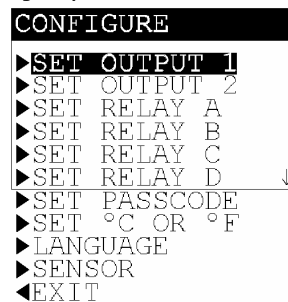 CONFIGURE
▶SET OUTPUT 1
▶SET OUTPUT 2
▶SET RELAY A
▶SET RELAY B
▶SET RELAY C
▶SET RELAY D ↓
▶SET PASSCODE
▶SET °C OR °F
▶LANGUAGE
▶SENSOR
◀EXIT